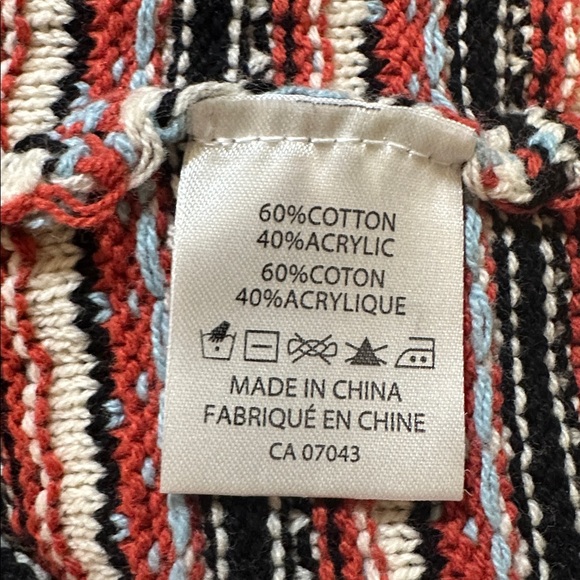 60%COTTON
40%ACRYLIC
60%COTON
40%ACRYLIQUE
MADE IN CHINA
FABRIQUÉ EN CHINE
CA 07043